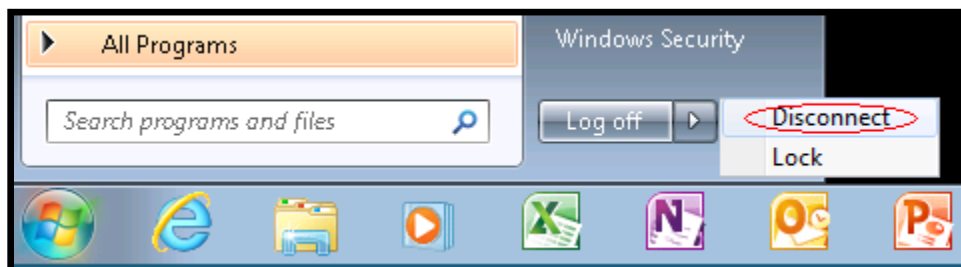 All Programs
Windows Security
Search programs and files
Log off
Disconnect
Lock